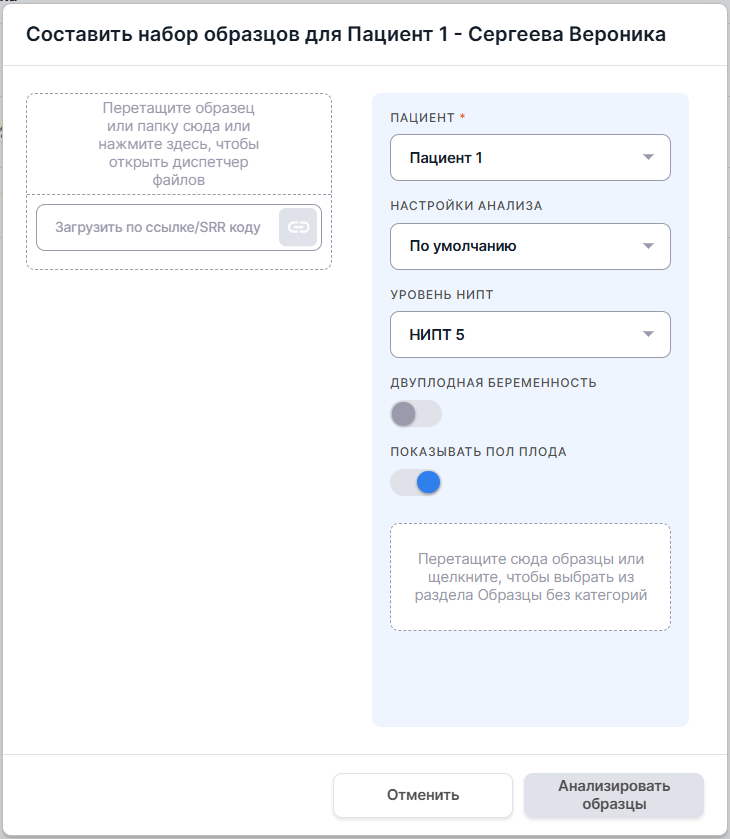 Составить набор образцов для Пациент 1 - Сергеева Вероника
Перетащите образец
или папку сюда или
нажмите здесь, чтобы
открыть диспетчер
файлов
Загрузить по ссылке/SRR коду
ПАЦИЕНТ *
Пациент 1
НАСТРОЙКИ АНАЛИЗА
По умолчанию
УРОВЕНЬ НИПТ
НИПТ 5
ДВУПЛОДНАЯ БЕРЕМЕННОСТЬ
ПОКАЗЫВАТЬ ПОЛ ПЛОДА
Перетащите сюда образцы или
щелкните, чтобы выбрать из
раздела Образцы без категорий
Отменить
Анализировать
образцы